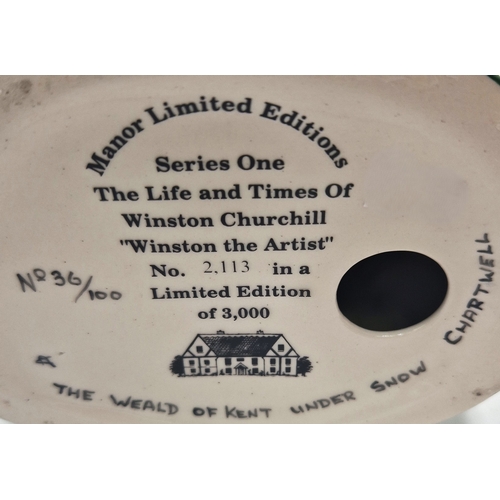 Manor Limited Editions
Series One
The Life and Times Of
Winston Churchill
"Winston the Artist"
No. 2,113 in a
Limited Edition
of 3,000
Nº 36/100
THE WEALD OF KENT UNDER SNOW CHARTWELL